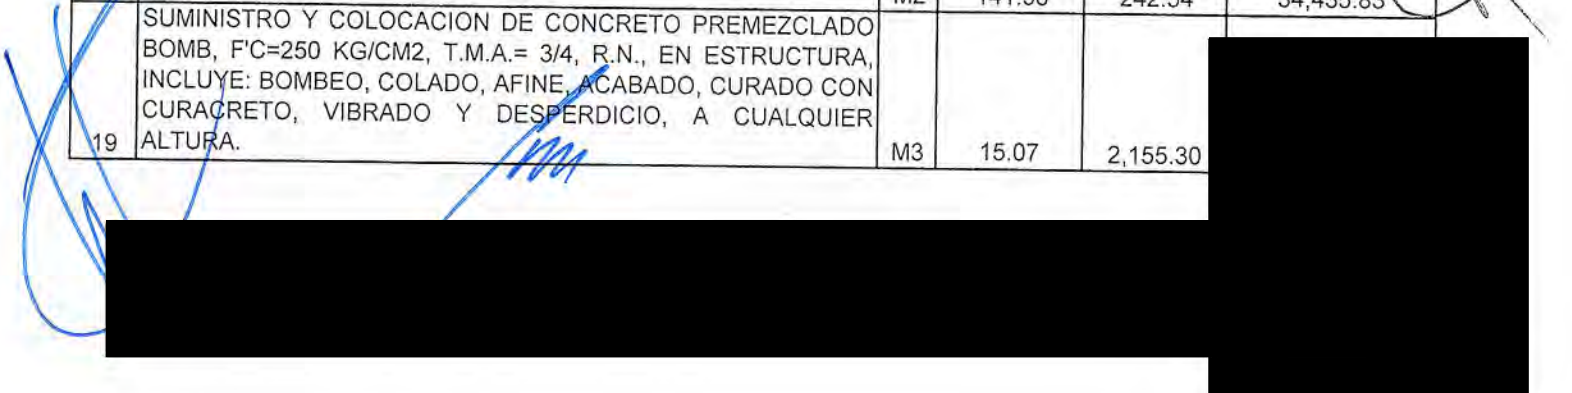 SUMINISTRO Y COLOCACION DE CONCRETO PREMEZCLADO
BOMB, F'C=250 KG/CM2, T.M.A.= 3/4, R.N., EN ESTRUCTURA,
INCLUYE: BOMBEO, COLADO, AFINE, ACABADO, CURADO CON
CURACRETO, VIBRADO Y DESPERDICIO, A CUALQUIER
19 ALTURA. M3 15.07 2,155.30